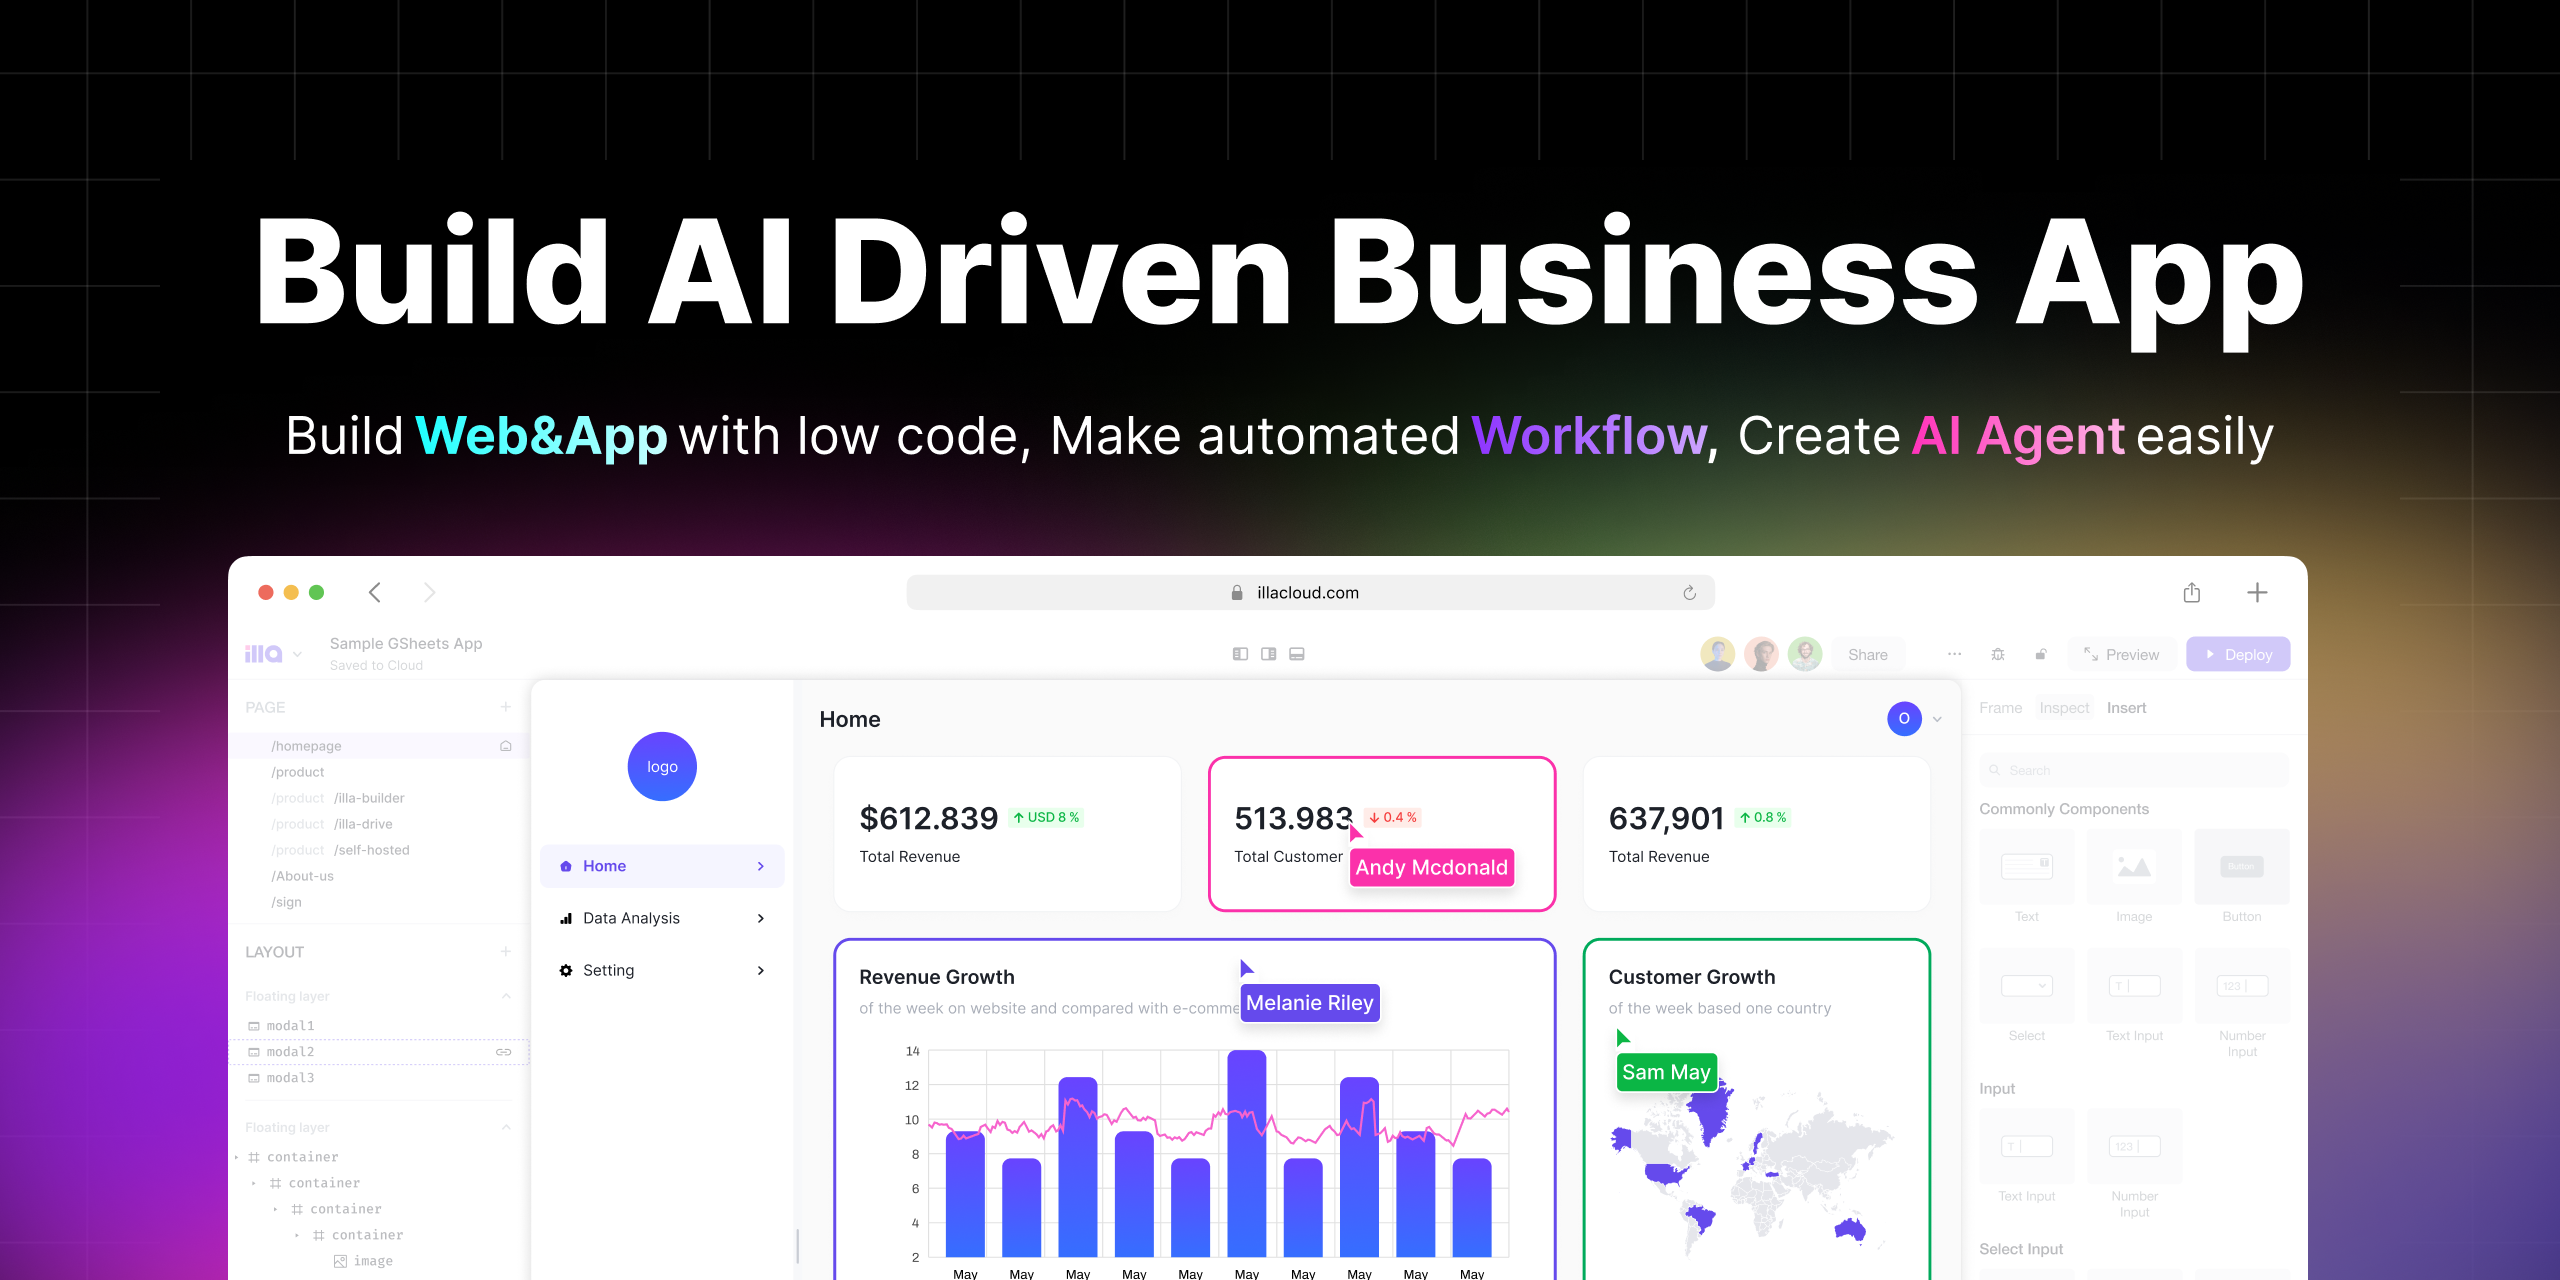 Build AI Driven Business App
Build Web&App with low code, Make automated Workflow, Create AI Agent easily
illacloud.com
illa
Sample GSheets App
Saved to Cloud
Share
Preview
Deploy
PAGE
/homepage
/product
/product /illa-builder
/product /illa-drive
/product /self-hosted
/About-us
/sign
LAYOUT
Floating layer
modal1
modal2
modal3
Floating layer
container
container
container
container
image
logo
Home
Data Analysis
Setting
Home
O
$612.839 USD 8 %
Total Revenue
513.983 0.4 %
Total Customer
Andy Mcdonald
637,901 0.8 %
Total Revenue
Revenue Growth
of the week on website and compared with e-comme
Melanie Riley
14
12
10
8
6
4
2
May May May May May May May May May May
Customer Growth
of the week based one country
Sam May
Frame Inspect Insert
Search
Commonly Components
Button
Text Image Button
T
123
Select Text Input Number
Input
Input
T
123
Text Input Number
Input
Select Input